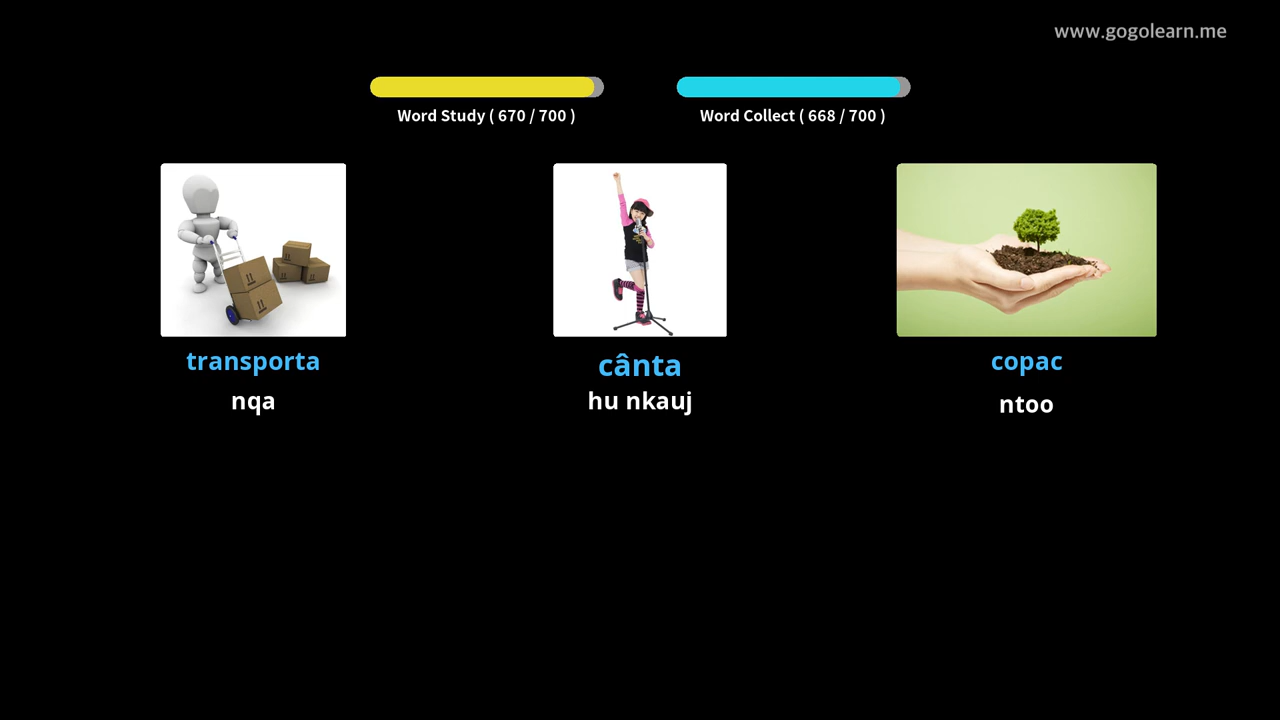 www.gogolearn.me
Word Study ( 670 / 700 )
Word Collect ( 668 / 700 )
transporta
nqa
cânta
hu nkauj
copac
ntoo